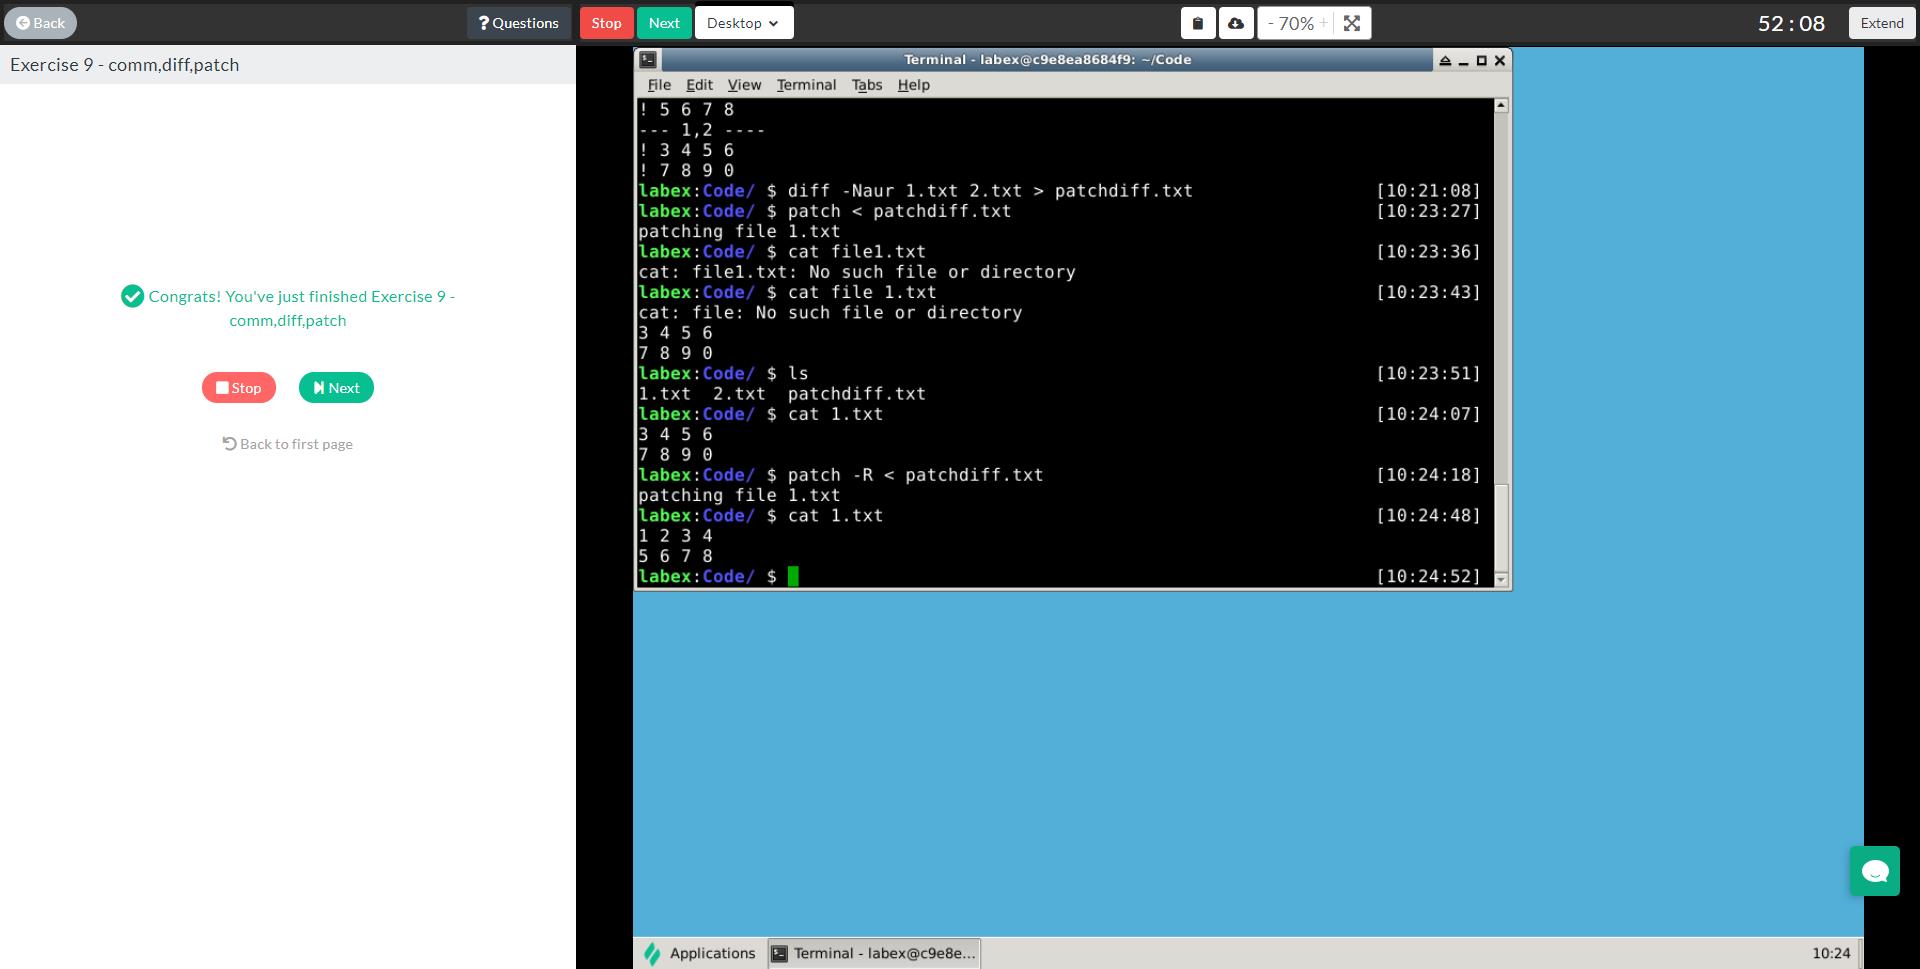 Back
? Questions
Stop
Next
Desktop
- 70% +
52 : 08
Extend
Exercise 9 - comm,diff,patch
Congrats! You've just finished Exercise 9 -
comm,diff,patch
Stop
Next
Back to first page
Terminal - labex@c9e8ea8684f9: ~/Code
File Edit View Terminal Tabs Help
! 5 6 7 8
--- 1,2 ----
! 3 4 5 6
! 7 8 9 0
labex:Code/ $ diff -Naur 1.txt 2.txt > patchdiff.txt [10:21:08]
labex:Code/ $ patch < patchdiff.txt [10:23:27]
patching file 1.txt
labex:Code/ $ cat file1.txt [10:23:36]
cat: file1.txt: No such file or directory
labex:Code/ $ cat file 1.txt [10:23:43]
cat: file: No such file or directory
3 4 5 6
7 8 9 0
labex:Code/ $ ls [10:23:51]
1.txt 2.txt patchdiff.txt
labex:Code/ $ cat 1.txt [10:24:07]
3 4 5 6
7 8 9 0
labex:Code/ $ patch -R < patchdiff.txt [10:24:18]
patching file 1.txt
labex:Code/ $ cat 1.txt [10:24:48]
1 2 3 4
5 6 7 8
labex:Code/ $ [10:24:52]
Applications
Terminal - labex@c9e8e...
10:24